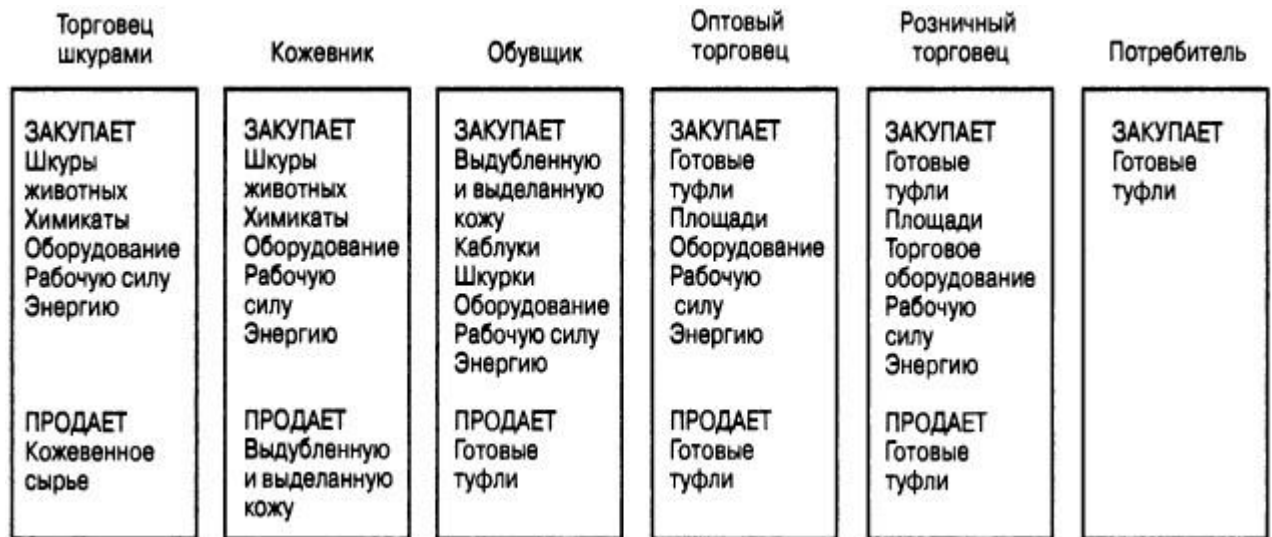 Торговец
шкурами
Кожевник
Обувщик
Оптовый
торговец
Розничный
торговец
Потребитель
ЗАКУПАЕТ
Шкуры
животных
Химикаты
Оборудование
Рабочую силу
Энергию
ПРОДАЕТ
Кожевенное
сырье
ЗАКУПАЕТ
Шкуры
животных
Химикаты
Оборудование
Рабочую
силу
Энергию
ПРОДАЕТ
Выдубленную
и выделанную
кожу
ЗАКУПАЕТ
Выдубленную
и выделанную
кожу
Каблуки
Шкурки
Оборудование
Рабочую силу
Энергию
ПРОДАЕТ
Готовые
туфли
ЗАКУПАЕТ
Готовые
туфли
Площади
Оборудование
Рабочую
силу
Энергию
ПРОДАЕТ
Готовые
туфли
ЗАКУПАЕТ
Готовые
туфли
Площади
Торговое
оборудование
Рабочую
силу
Энергию
ПРОДАЕТ
Готовые
туфли
ЗАКУПАЕТ
Готовые
туфли